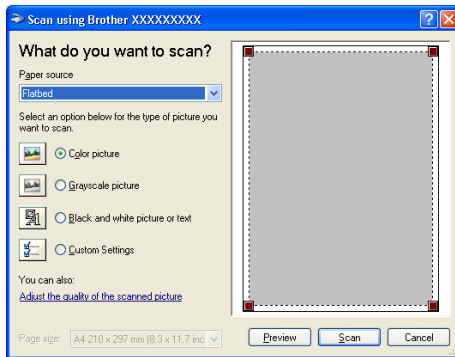 Scan using Brother XXXXXXXXX
What do you want to scan?
Paper source
Flatbed
Select an option below for the type of picture you
want to scan.
Color picture
Grayscale picture
Black and white picture or text
Custom Settings
You can also:
Adjust the quality of the scanned picture
Page size: A4 210 x 297 mm (8.3 x 11.7 inc
Preview Scan Cancel